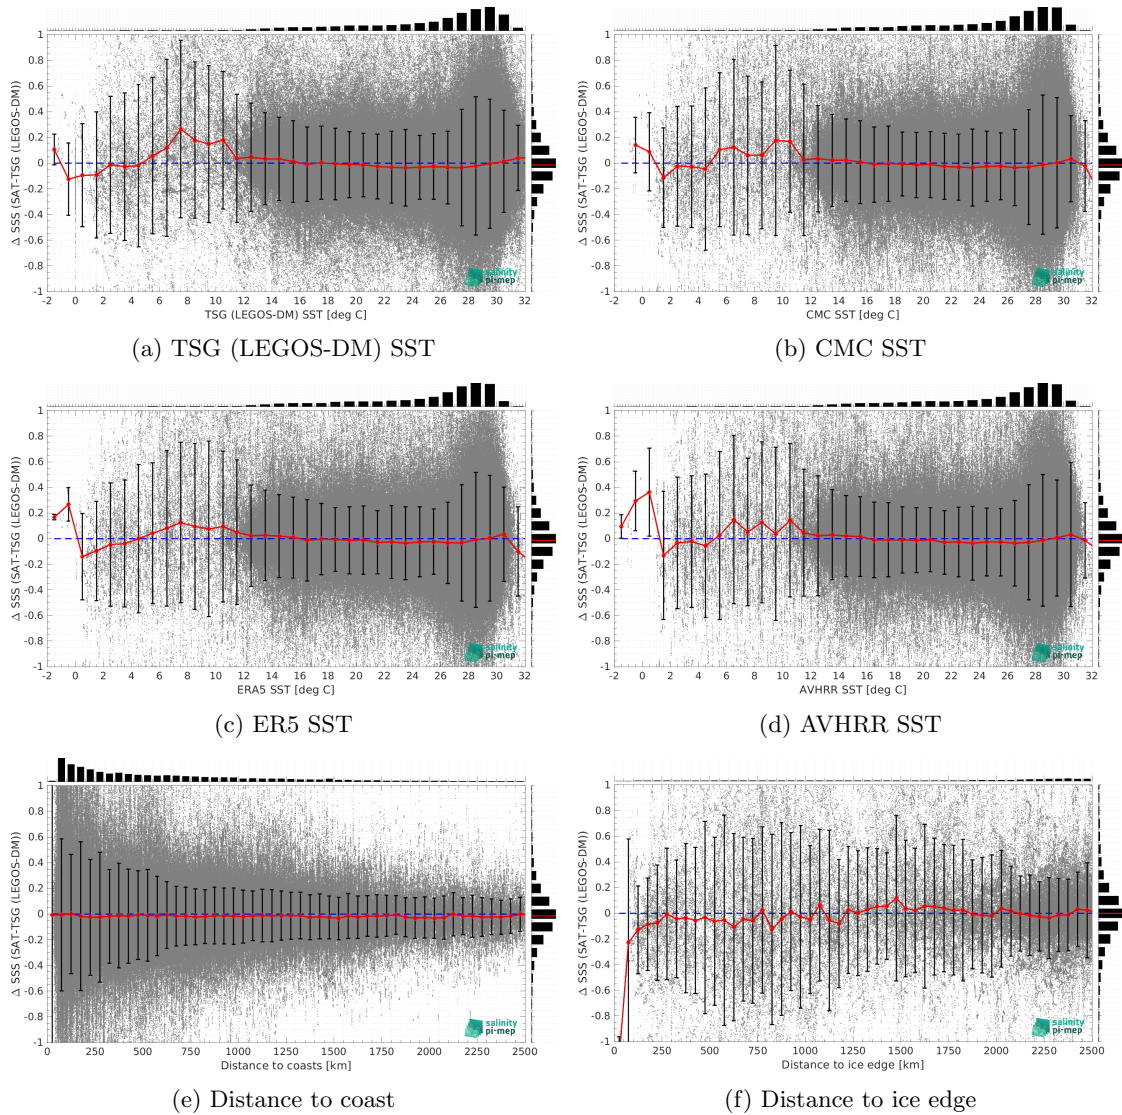 1
0.8
0.6
0.4
0.2
0
-0.2
-0.4
-0.6
-0.8
-1
Δ SSS (SAT-TSG (LEGOS-DM))
salinity
pi-mep
-2 0 2 4 6 8 10 12 14 16 18 20 22 24 26 28 30 32
TSG (LEGOS-DM) SST [deg C]
(a) TSG (LEGOS-DM) SST
1
0.8
0.6
0.4
0.2
0
-0.2
-0.4
-0.6
-0.8
-1
Δ SSS (SAT-TSG (LEGOS-DM))
salinity
pi-mep
-2 0 2 4 6 8 10 12 14 16 18 20 22 24 26 28 30 32
CMC SST [deg C]
(b) CMC SST
1
0.8
0.6
0.4
0.2
0
-0.2
-0.4
-0.6
-0.8
-1
Δ SSS (SAT-TSG (LEGOS-DM))
salinity
pi-mep
-2 0 2 4 6 8 10 12 14 16 18 20 22 24 26 28 30 32
ERA5 SST [deg C]
(c) ER5 SST
1
0.8
0.6
0.4
0.2
0
-0.2
-0.4
-0.6
-0.8
-1
Δ SSS (SAT-TSG (LEGOS-DM))
salinity
pi-mep
-2 0 2 4 6 8 10 12 14 16 18 20 22 24 26 28 30 32
AVHRR SST [deg C]
(d) AVHRR SST
1
0.8
0.6
0.4
0.2
0
-0.2
-0.4
-0.6
-0.8
-1
Δ SSS (SAT-TSG (LEGOS-DM))
salinity
pi-mep
0 250 500 750 1000 1250 1500 1750 2000 2250 2500
Distance to coasts [km]
(e) Distance to coast
1
0.8
0.6
0.4
0.2
0
-0.2
-0.4
-0.6
-0.8
-1
Δ SSS (SAT-TSG (LEGOS-DM))
salinity
pi-mep
0 250 500 750 1000 1250 1500 1750 2000 2250 2500
Distance to ice edge [km]
(f) Distance to ice edge